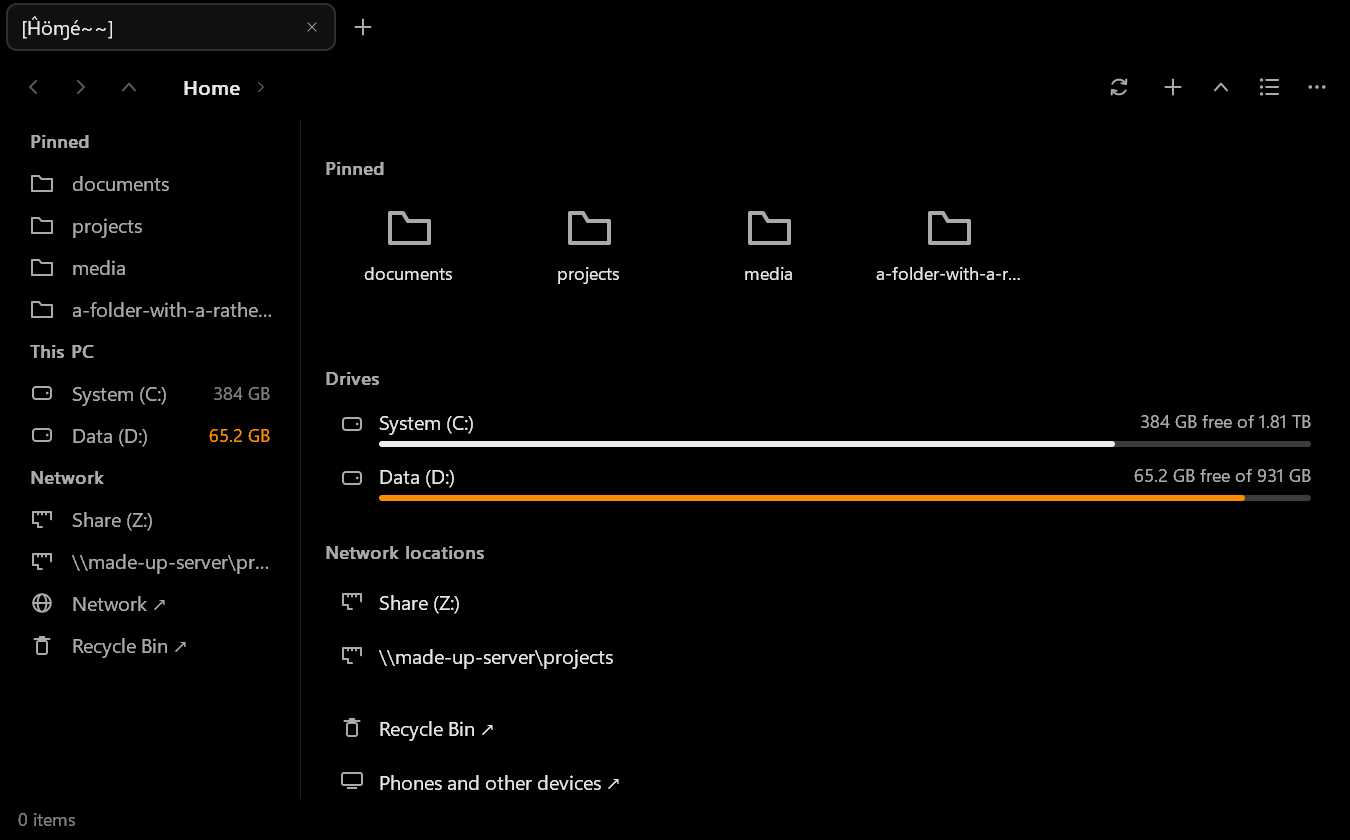 [Ĥöɱé~~]
Home
Pinned
documents
projects
media
a-folder-with-a-rathe...
This PC
System (C:) 384 GB
Data (D:) 65.2 GB
Network
Share (Z:)
\\made-up-server\pr...
Network ↗
Recycle Bin ↗
Pinned
documents projects media a-folder-with-a-r...
Drives
System (C:) 384 GB free of 1.81 TB
Data (D:) 65.2 GB free of 931 GB
Network locations
Share (Z:)
\\made-up-server\projects
Recycle Bin ↗
Phones and other devices ↗
0 items